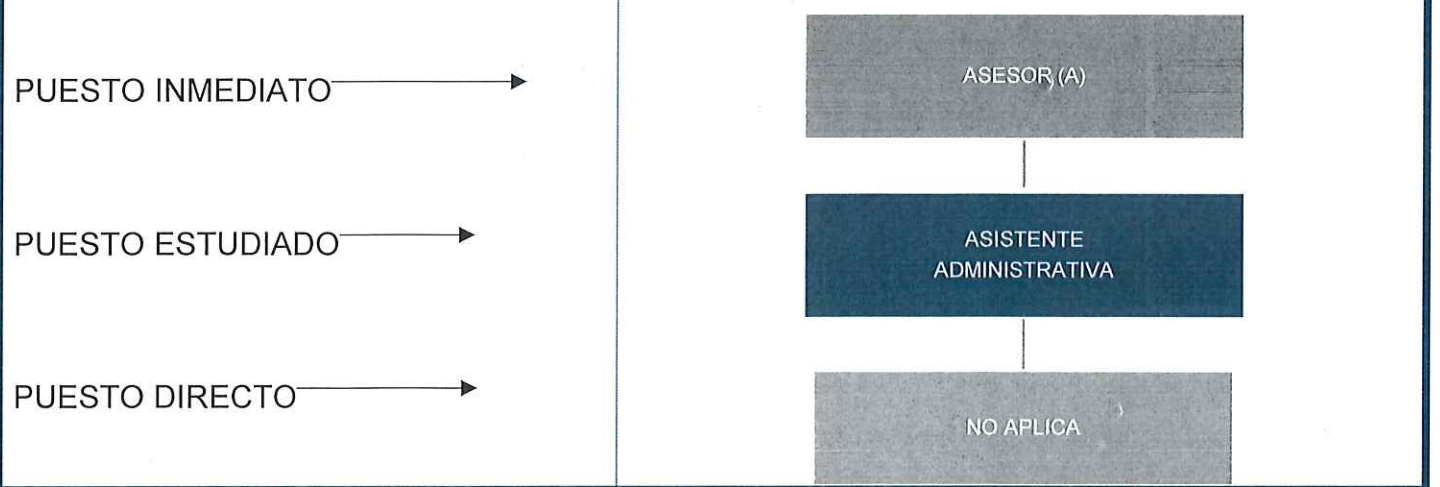 PUESTO INMEDIATO
ASESOR (A)
PUESTO ESTUDIADO
ASISTENTE
ADMINISTRATIVA
PUESTO DIRECTO
NO APLICA